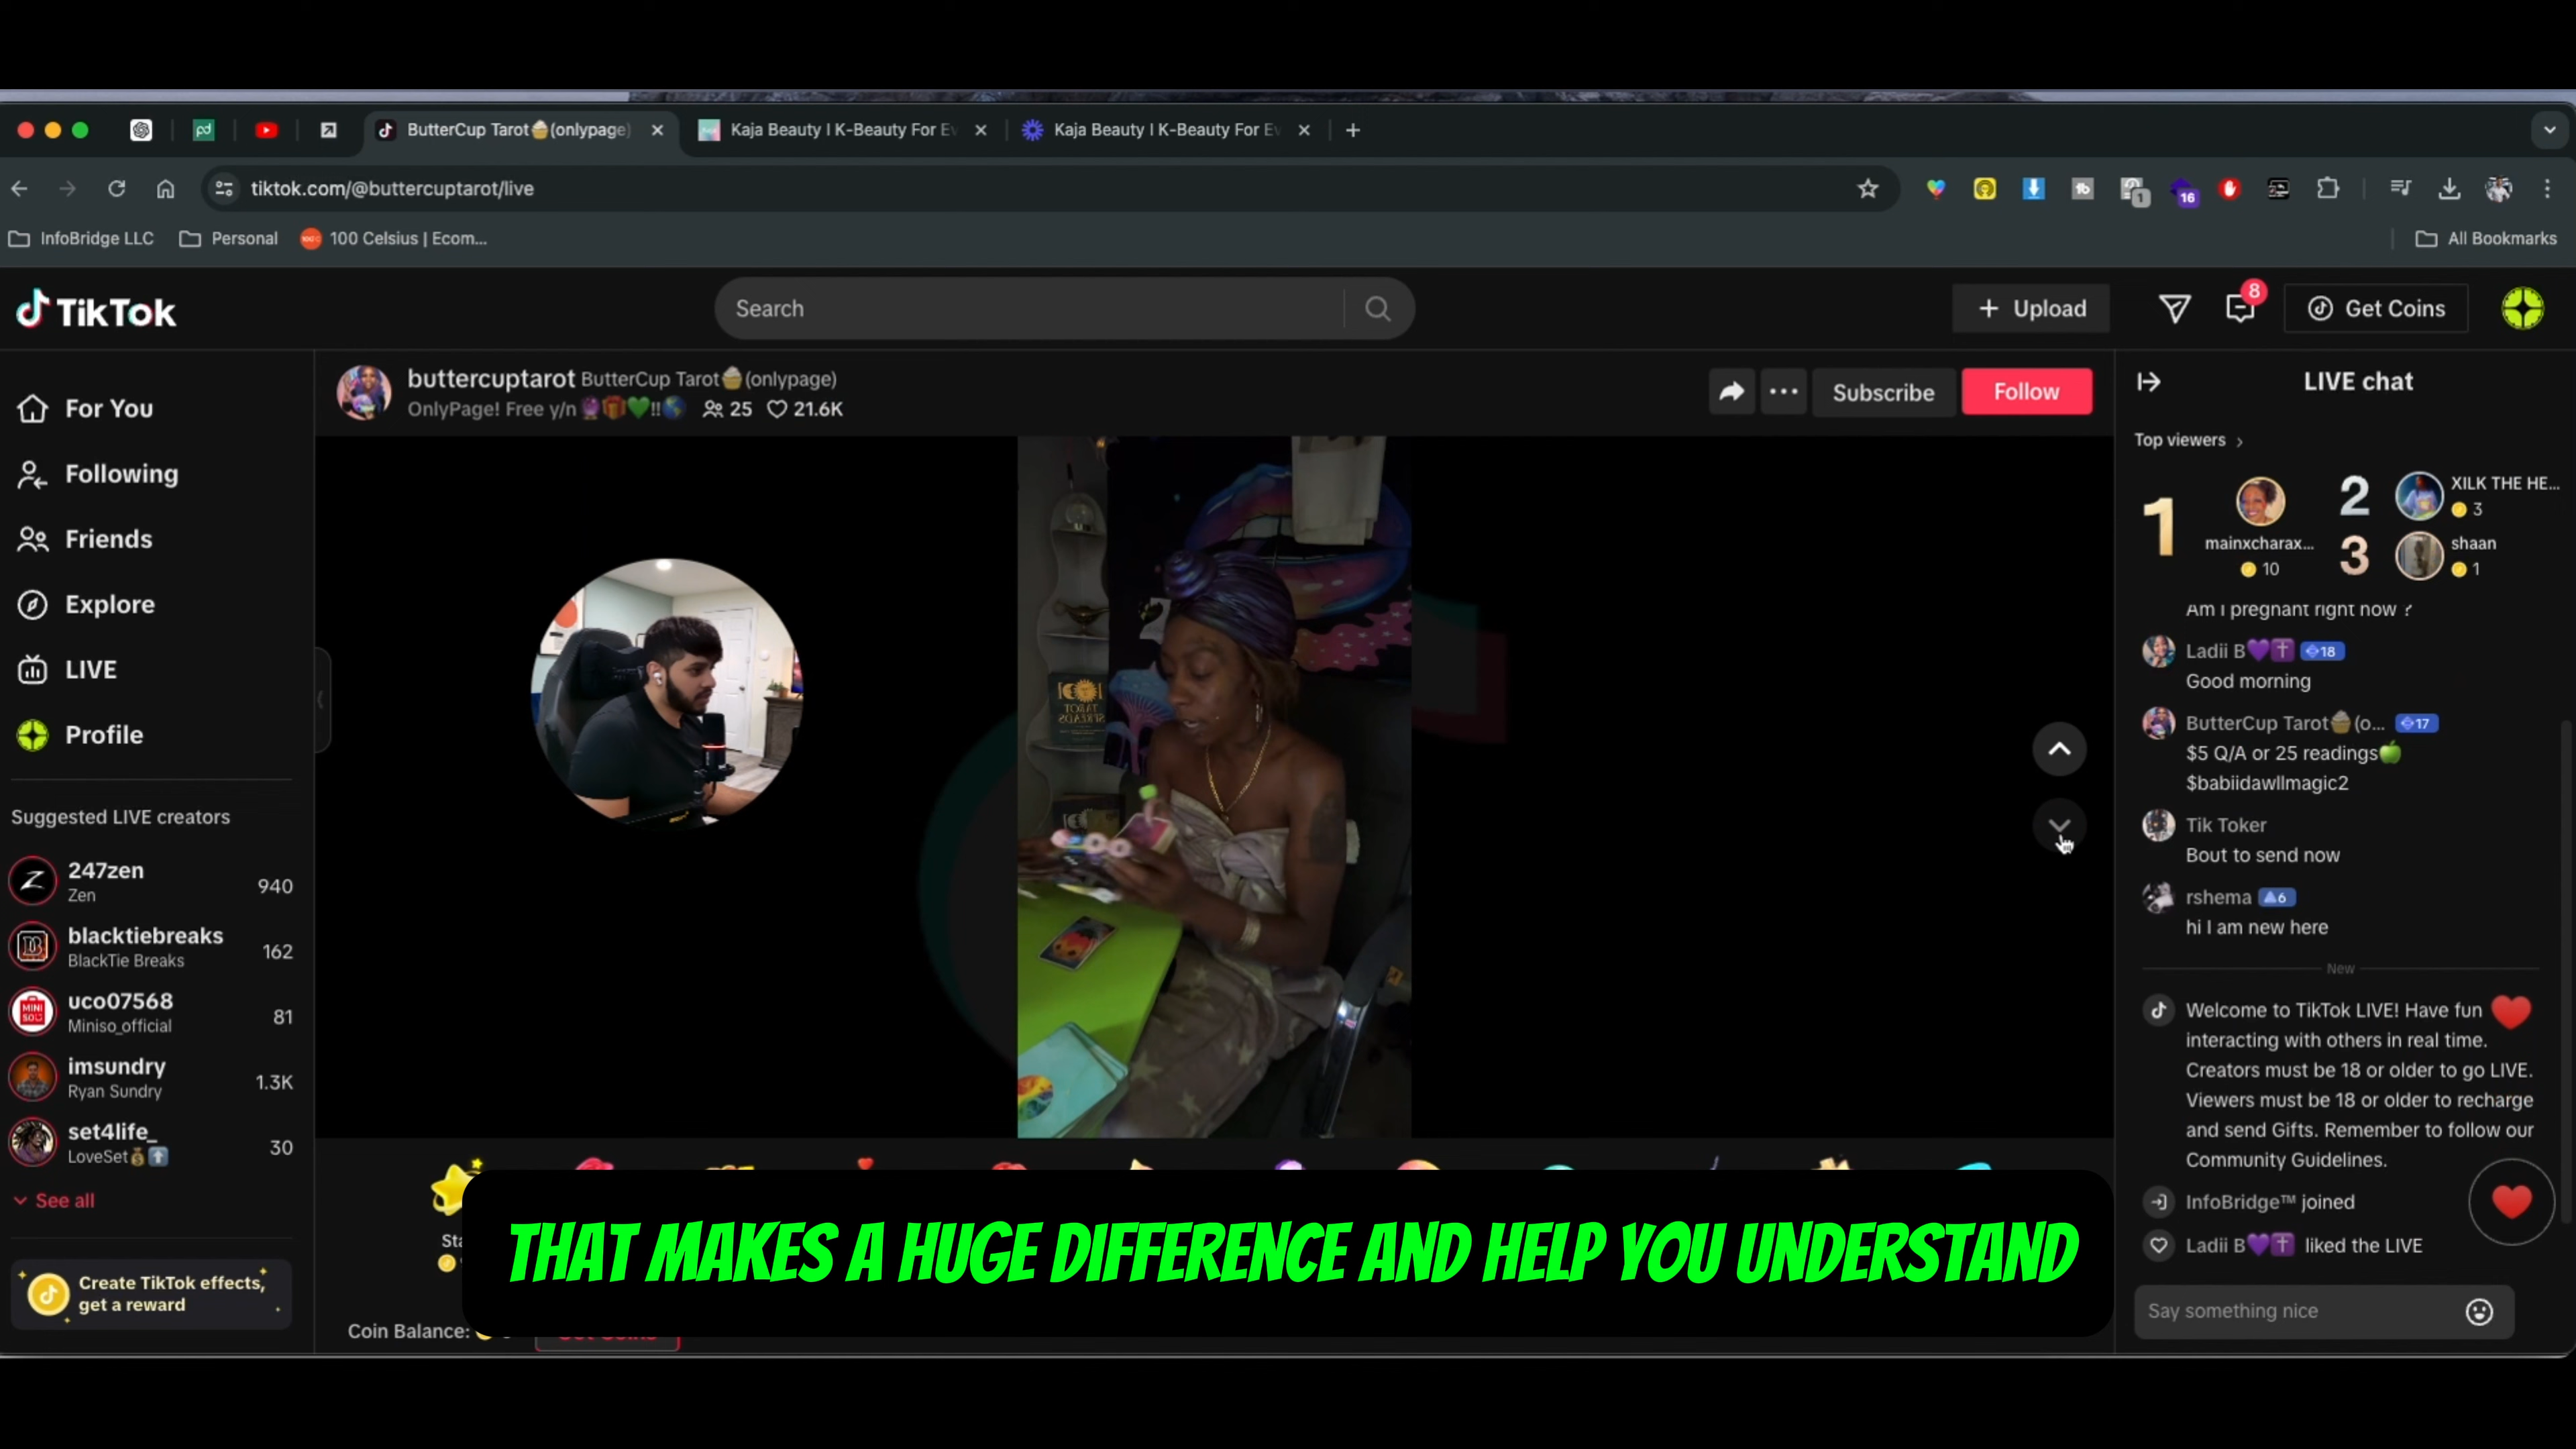 ButterCup Tarot🧁(onlypage)
Kaja Beauty I K-Beauty For Ev
Kaja Beauty I K-Beauty For Ev
tiktok.com/@buttercuptarot/live
1
16
InfoBridge LLC
Personal
100 Celsius | Ecom...
All Bookmarks
TikTok
Search
Upload
8
Get Coins
For You
Following
Friends
Explore
LIVE
Profile
Suggested LIVE creators
247zen
940
Zen
blacktiebreaks
162
BlackTie Breaks
uco07568
81
Miniso_official
imsundry
1.3K
Ryan Sundry
set4life_
30
LoveSet💰⬆️
See all
Create TikTok effects,
get a reward
buttercuptarot ButterCup Tarot🧁(onlypage)
OnlyPage! Free y/n 🔮🎁💚‼️🌎 25 21.6K
Subscribe
Follow
TAROT
SPREADS
THAT MAKES A HUGE DIFFERENCE AND HELP YOU UNDERSTAND
Coin Balance:
LIVE chat
Top viewers
1
mainxcharax...
10
2
XILK THE HE...
3
3
shaan
1
Am I pregnant right now ?
Ladii B💜✝️ 18
Good morning
ButterCup Tarot🧁(o... 17
$5 Q/A or 25 readings🍏
$babiidawllmagic2
Tik Toker
Bout to send now
rshema 6
hi I am new here
New
Welcome to TikTok LIVE! Have fun
interacting with others in real time.
Creators must be 18 or older to go LIVE.
Viewers must be 18 or older to recharge
and send Gifts. Remember to follow our
Community Guidelines.
InfoBridge™ joined
Ladii B💜✝️ liked the LIVE
Say something nice